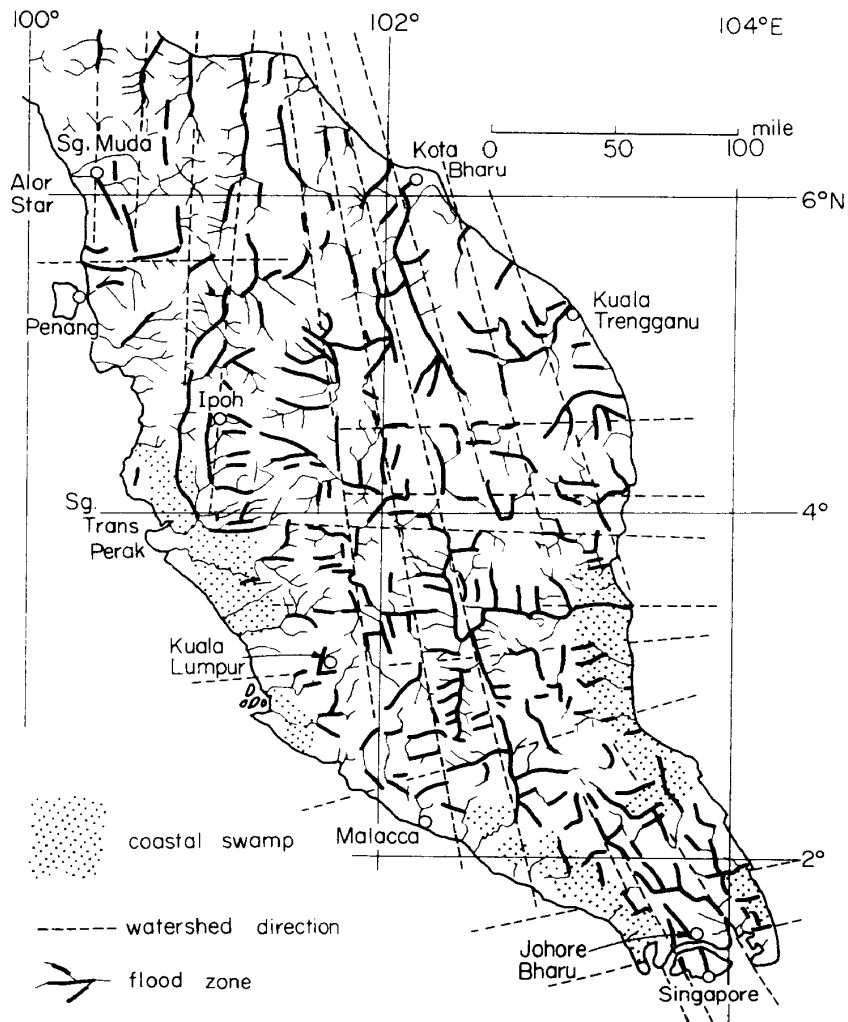 100°
102°
104°E
mile
0
50
100
Sg. Muda
Kota
Bharu
Alor
Star
6°N
Penang
Kuala
Trengganu
Ipoh
Sg.
Trans
Perak
4°
Kuala
Lumpur
coastal swamp
Malacca
2°
watershed direction
flood zone
Johore
Bharu
Singapore